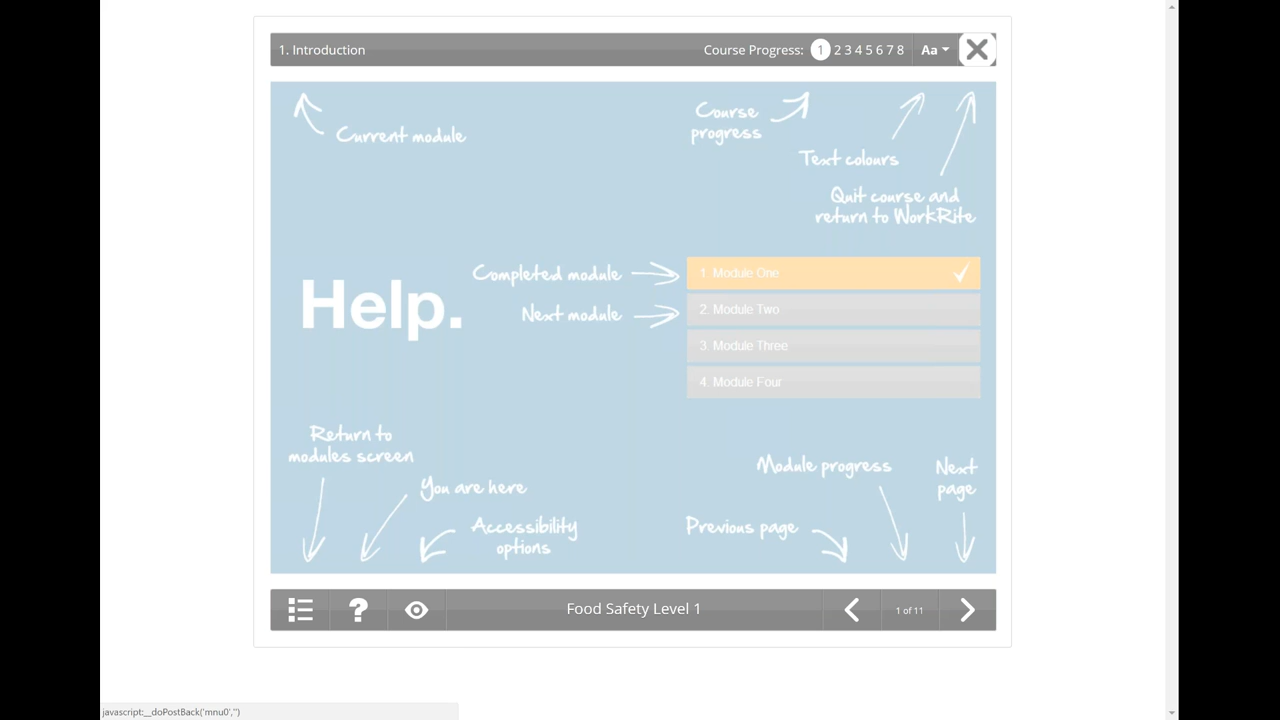 1. Introduction
Course Progress: 1 2 3 4 5 6 7 8 Aa
Current module
Course
progress
Text colours
Quit course and
return to WorkRite
Completed module
Next module
Help.
1. Module One
2. Module Two
3. Module Three
4. Module Four
Return to
modules screen
You are here
Accessibility
options
Previous page
Module progress
Next
page
? Food Safety Level 1 1 of 11
javascript:__doPostBack('mnu0','')